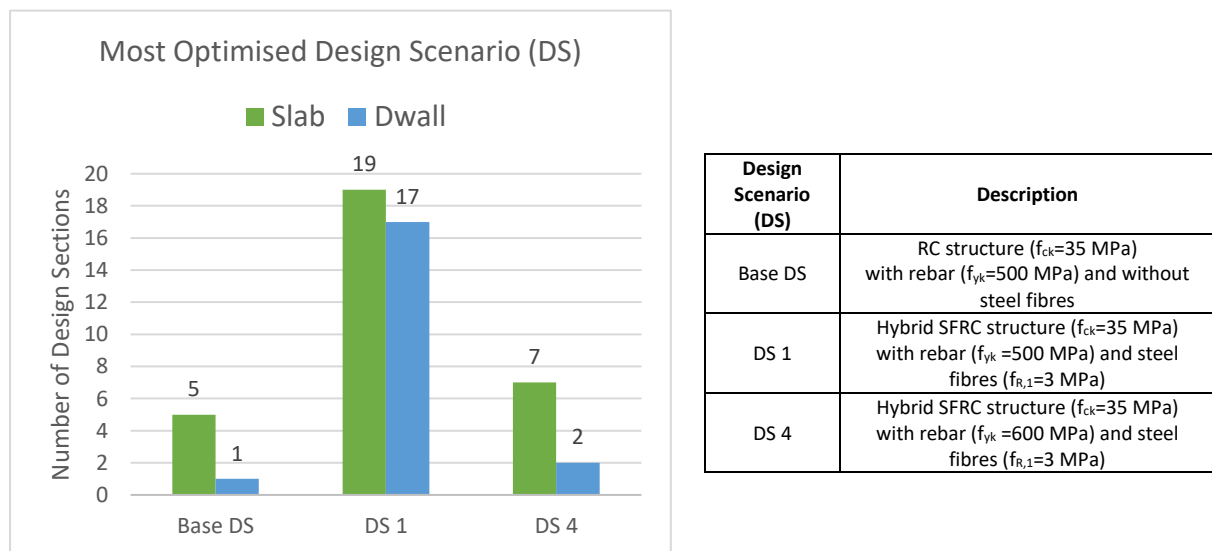 Most Optimised Design Scenario (DS)
Slab Dwall
Number of Design Sections
20
18
16
14
12
10
8
6
4
2
0
5
1
19
17
7
2
Base DS DS 1 DS 4
Design
Scenario
(DS)
Description
Base DS
RC structure (fck=35 MPa)
with rebar (fyk=500 MPa) and without
steel fibres
DS 1
Hybrid SFRC structure (fck=35 MPa)
with rebar (fyk =500 MPa) and steel
fibres (fR,1=3 MPa)
DS 4
Hybrid SFRC structure (fck=35 MPa)
with rebar (fyk =600 MPa) and steel
fibres (fR,1=3 MPa)